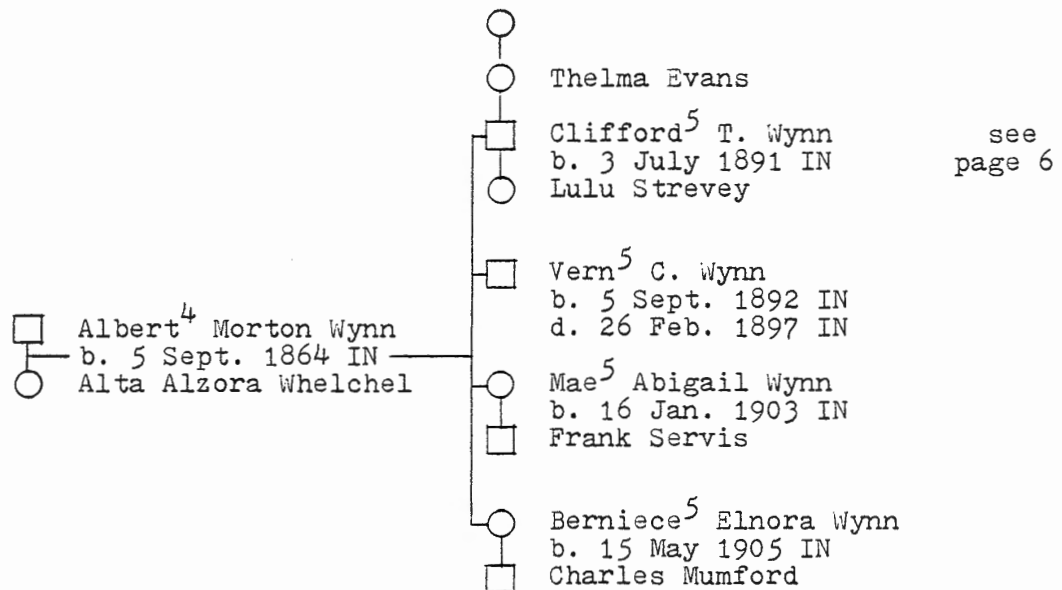 Thelma Evans
Clifford⁵ T. Wynn see
b. 3 July 1891 IN page 6
Lulu Strevey
Vern⁵ C. Wynn
b. 5 Sept. 1892 IN
d. 26 Feb. 1897 IN
Albert⁴ Morton Wynn
b. 5 Sept. 1864 IN
Alta Alzora Whelchel
Mae⁵ Abigail Wynn
b. 16 Jan. 1903 IN
Frank Servis
Berniece⁵ Elnora Wynn
b. 15 May 1905 IN
Charles Mumford